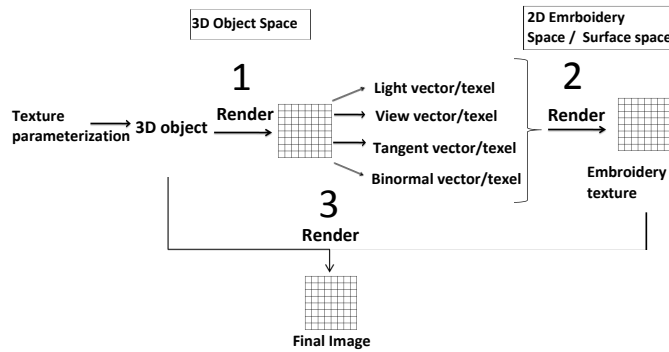 3D Object Space
2D Emrboidery
Space / Surface space
1
2
Light vector/texel
Render
View vector/texel
Render
Texture
parameterization
3D object
Tangent vector/texel
Binormal vector/texel
Embroidery
texture
3
Render
Final Image